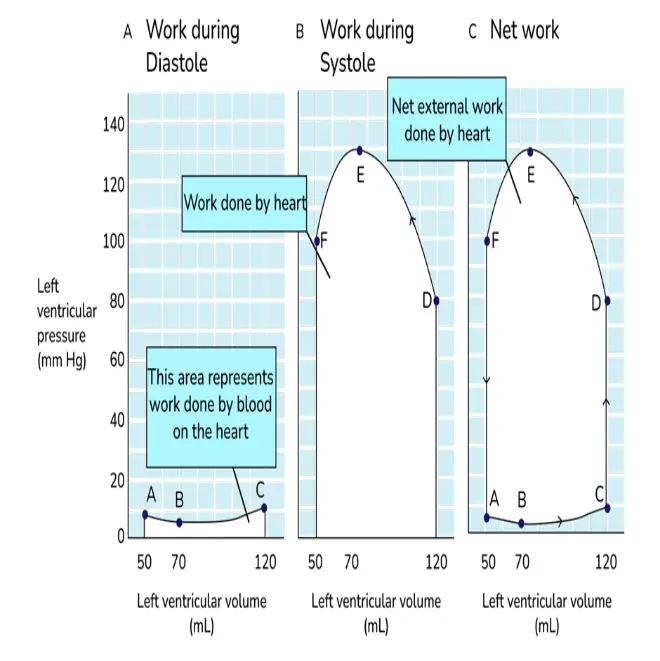 A Work during
Diastole
B Work during
Systole
C Net work
Net external work
done by heart
Work done by heart
This area represents
work done by blood
on the heart
Left
ventricular
pressure
(mm Hg)
140
120
100
80
60
40
20
0
A
B
C
50 70 120
Left ventricular volume
(mL)
E
F
D
50 70 120
Left ventricular volume
(mL)
E
F
D
A
B
C
50 70 120
Left ventricular volume
(mL)